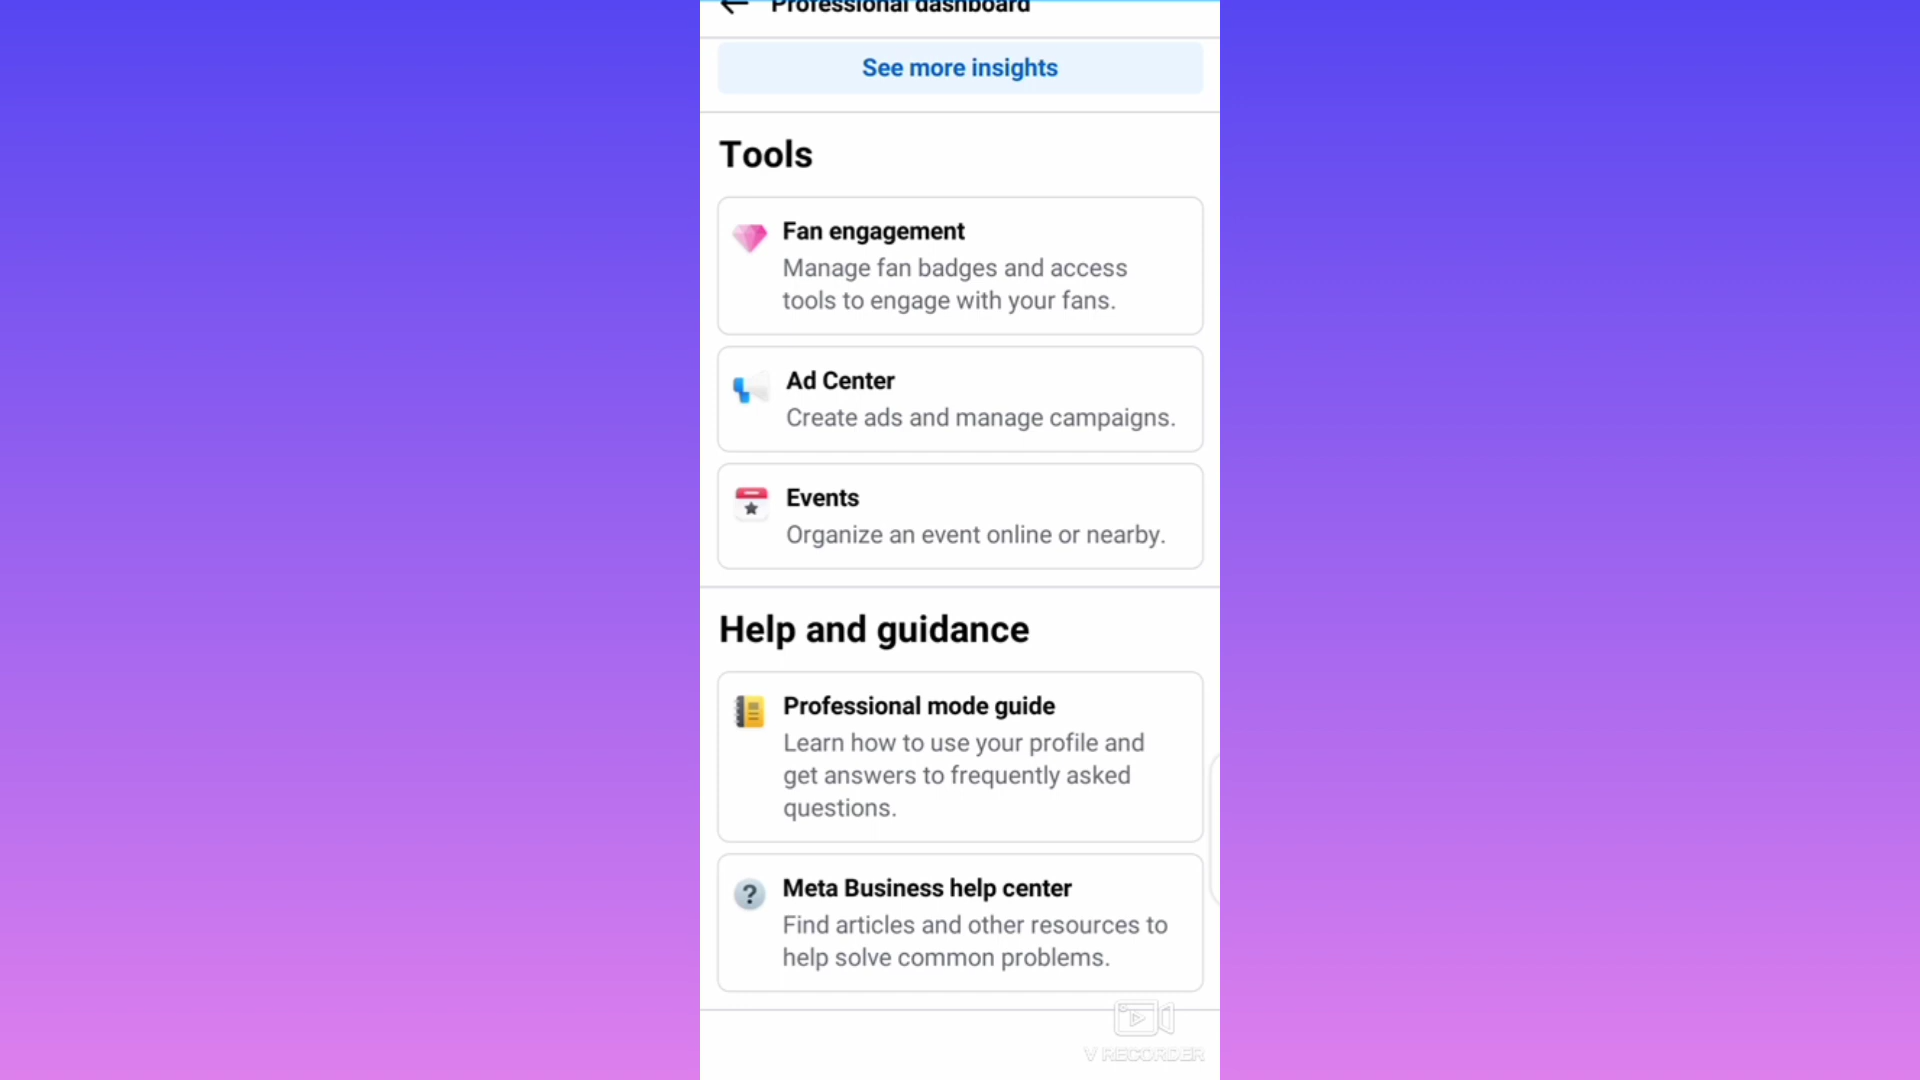 Professional dashboard
See more insights
Tools
Fan engagement
Manage fan badges and access
tools to engage with your fans.
Ad Center
Create ads and manage campaigns.
Events
Organize an event online or nearby.
Help and guidance
Professional mode guide
Learn how to use your profile and
get answers to frequently asked
questions.
?
Meta Business help center
Find articles and other resources to
help solve common problems.
V RECORDER